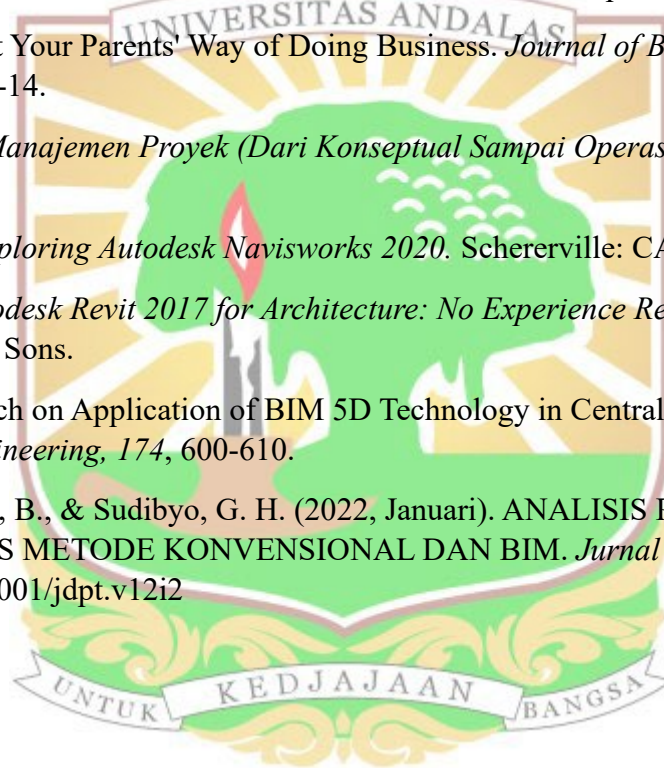 UNIVERSITAS ANDALAS
t Your Parents' Way of Doing Business. Journal of B
-14.
Manajemen Proyek (Dari Konseptual Sampai Operas
ploring Autodesk Navisworks 2020. Schererville: CA
odesk Revit 2017 for Architecture: No Experience Re
Sons.
ch on Application of BIM 5D Technology in Central
ineering, 174, 600-610.
, B., & Sudibyo, G. H. (2022, Januari). ANALISIS
S METODE KONVENSIONAL DAN BIM. Jurnal
001/jdpt.v12i2
UNTUK KEDJAJAAN BANGSA